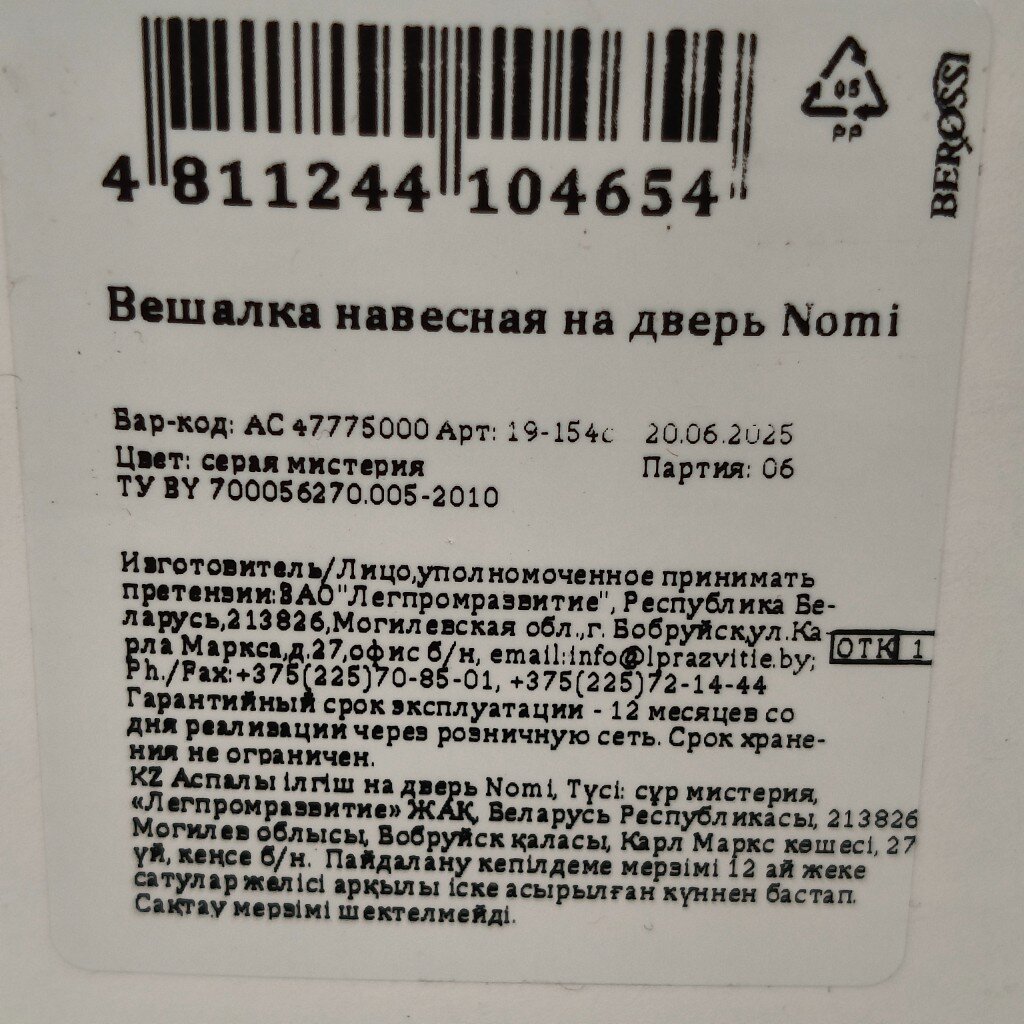 4 811244 104654
05
PP
BEROSSI
Вешалка навесная на дверь Nomi
Бар-код: АС 47775000 Арт: 19-154с 20.06.2025
Цвет: серая мистерия Партия: 06
ТУ BY 700056270.005-2010
Изготовитель/Лицо,уполномоченное принимать
претензии:ЗАО"Легпромразвитие", Республика Бе-
ларусь,213826,Могилевская обл.,г. Бобруйск,ул.Ка-
рла Маркса,д.27,офис б/н, email:info@lprazvitie.by;
ОТК 1
Ph./Fax:+375(225)70-85-01, +375(225)72-14-44
Гарантийный срок эксплуатации - 12 месяцев со
дня реализации через розничную сеть. Срок хране-
ния не ограничен.
KZ Аспалы ілгіш на дверь Nomi, Түсі: сұр мистерия,
«Легпромразвитие» ЖАҚ, Беларусь Республикасы, 213826
Могилев облысы, Бобруйск қаласы, Карл Маркс көшесі, 27
үй, кеңсе б/н. Пайдалану кепілдеме мерзімі 12 ай жеке
сатулар желісі арқылы іске асырылған күннен бастап.
Сақтау мерзімі шектелмейді.